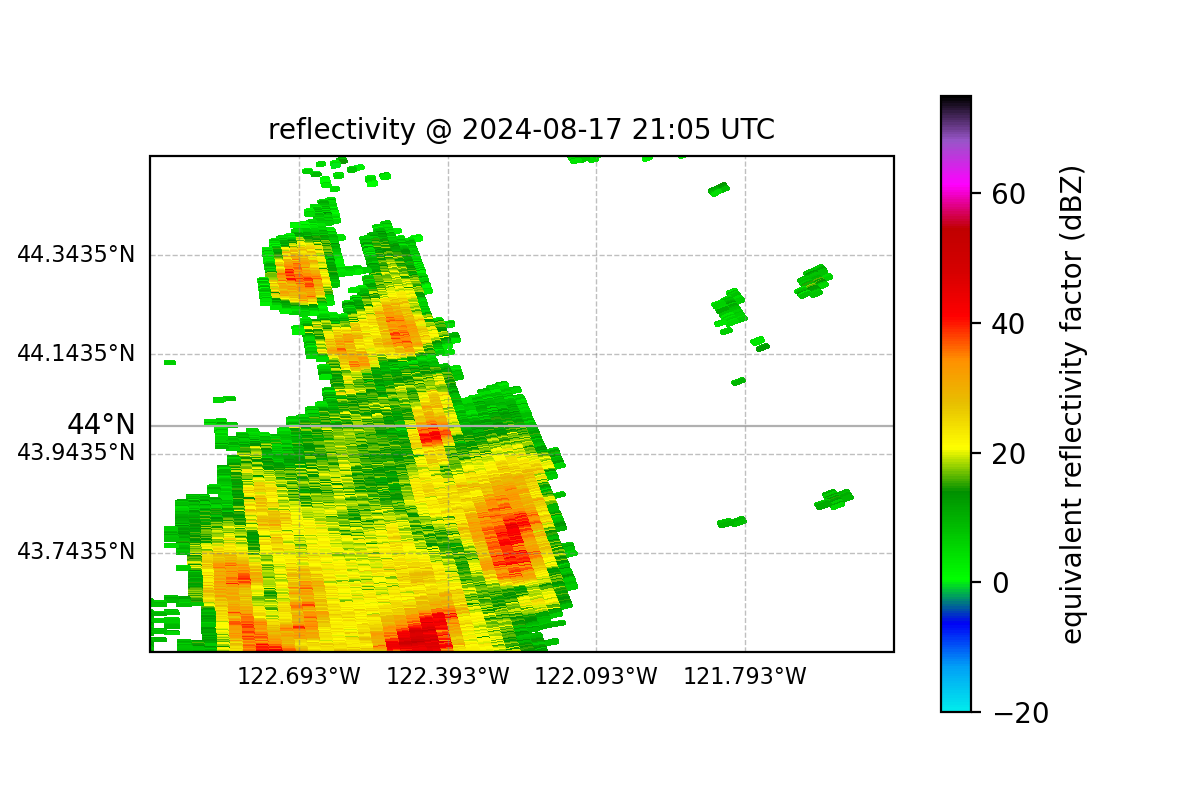 reflectivity @ 2024-08-17 21:05 UTC
44.3435°N
44.1435°N
44°N
43.9435°N
43.7435°N
122.693°W 122.393°W 122.093°W 121.793°W
60
40
20
0
−20
equivalent reflectivity factor (dBZ)